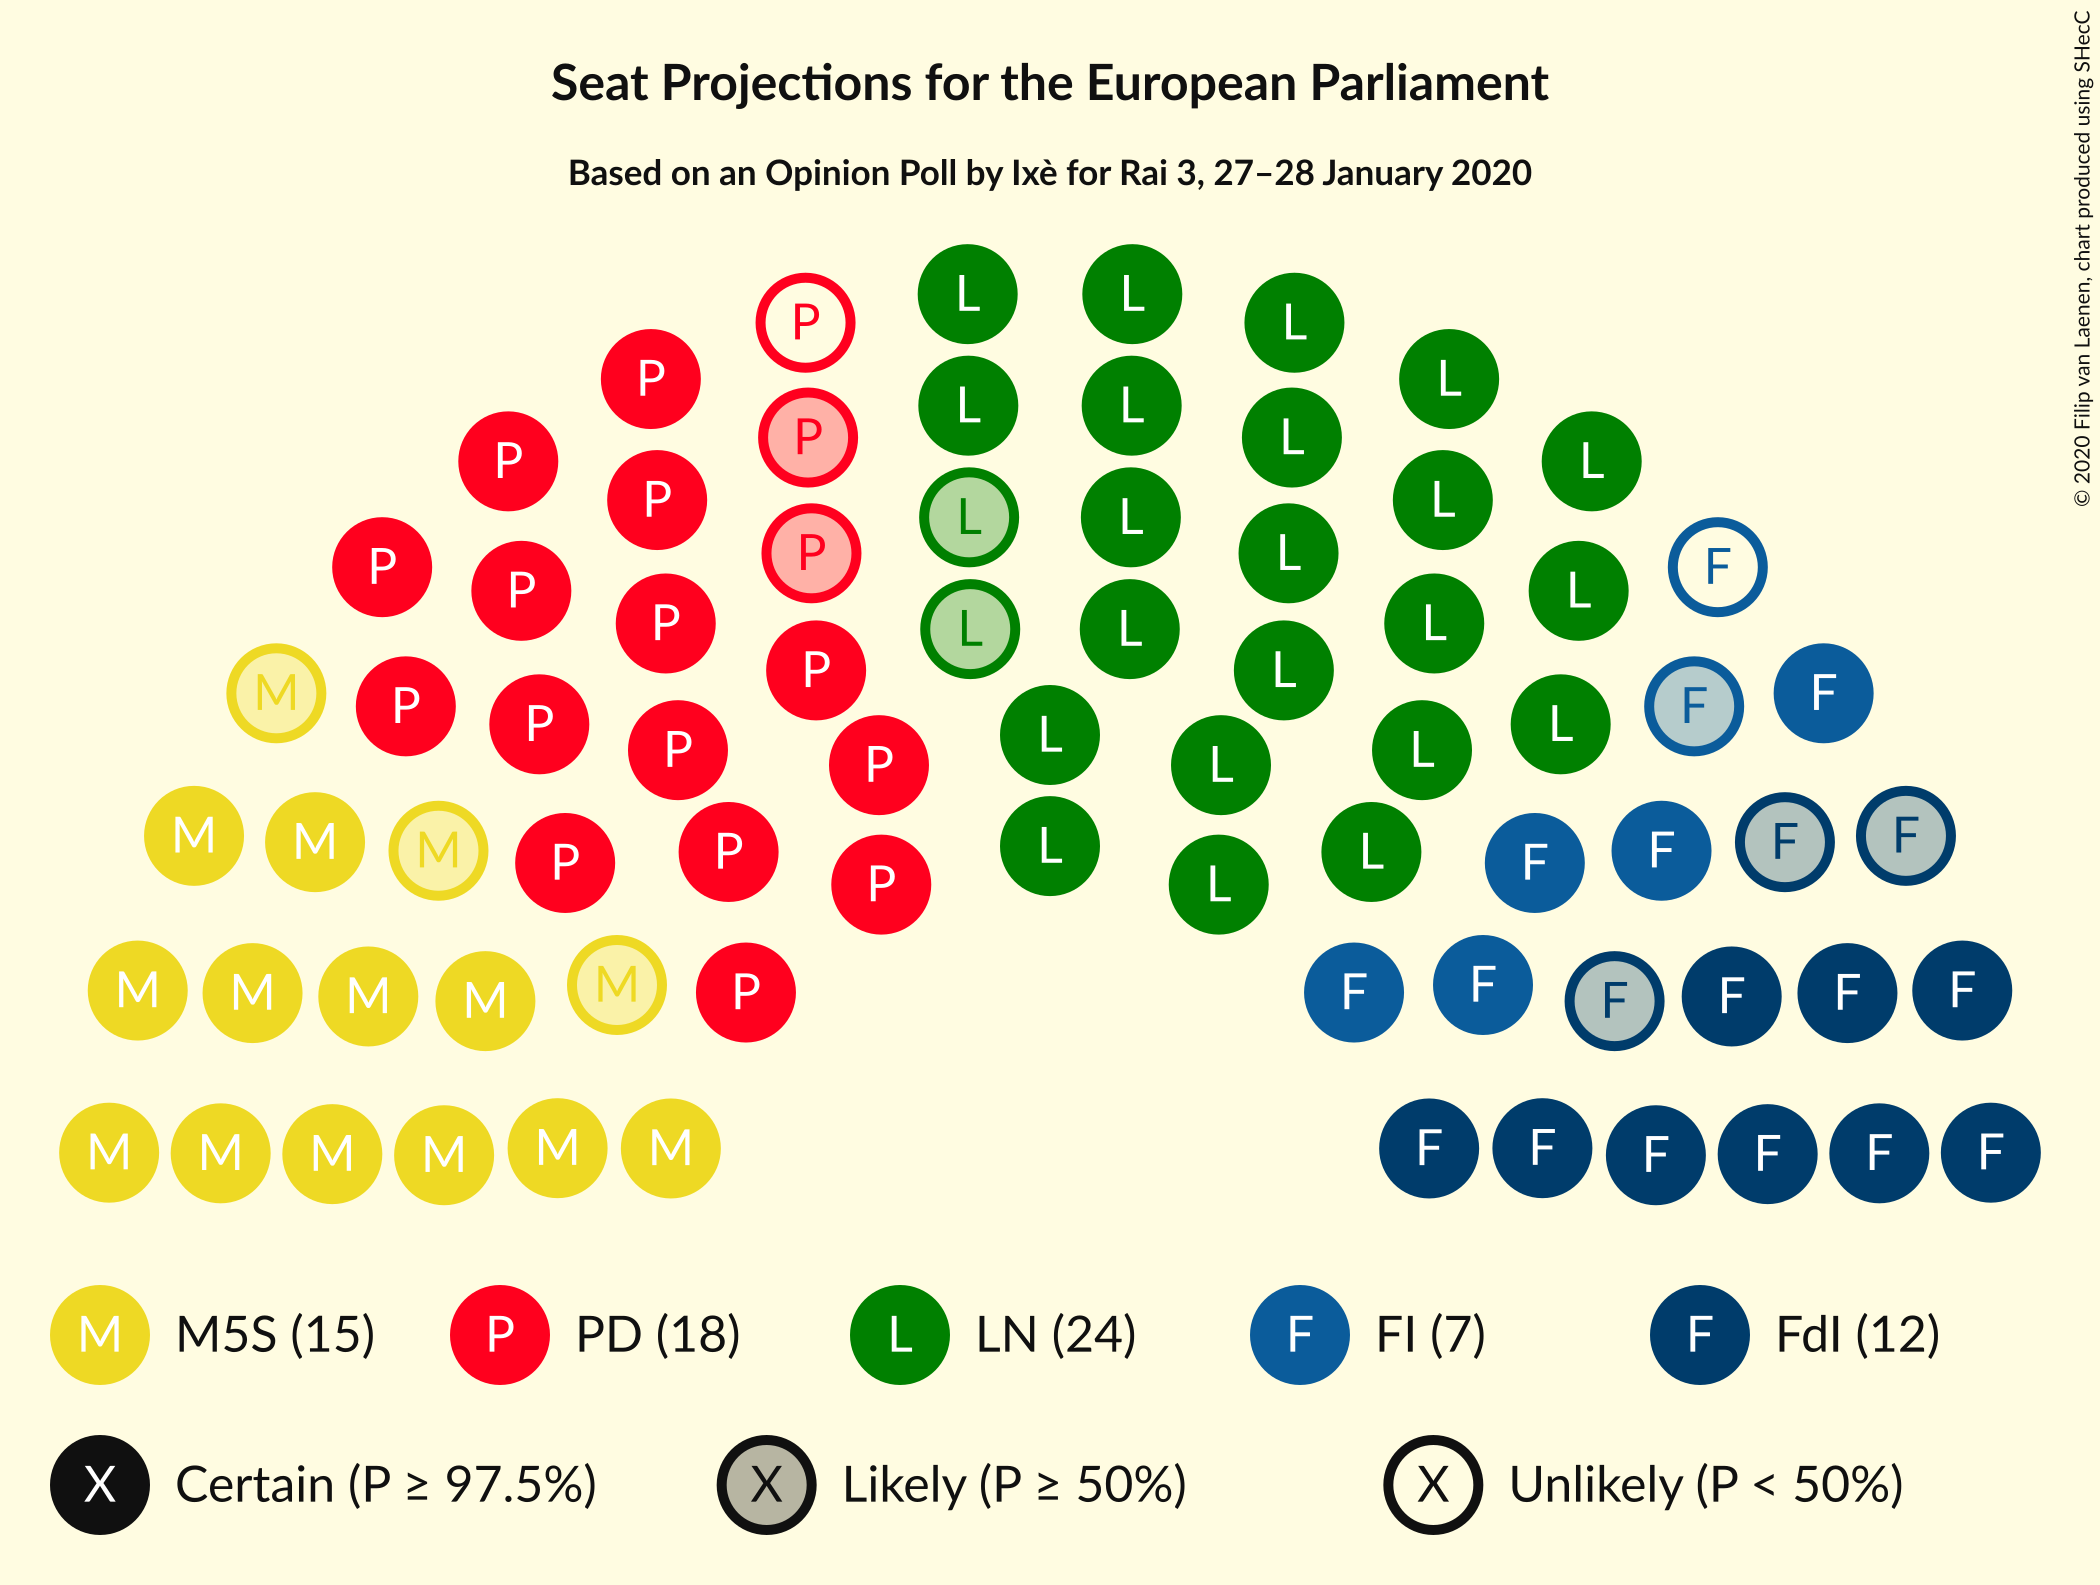 Seat Projections for the European Parliament
Based on an Opinion Poll by Ixè for Rai 3, 27–28 January 2020
© 2020 Filip van Laenen, chart produced using SHecC
L L
P L L
P L
L L
P L
P L
P L
P L
L L
P L
P L
P F
P L
P L
L L
P L
M F
P F
P L
P L
L
P L
M F
M F
M F
P F
P L
L
P L
M F
M F
M F
M F
M F
P F
M F
M F
M F
M F
M F
M F
M M5S (15) P PD (18) L LN (24) F FI (7) F FdI (12)
X Certain (P ≥ 97.5%) X Likely (P ≥ 50%) X Unlikely (P < 50%)